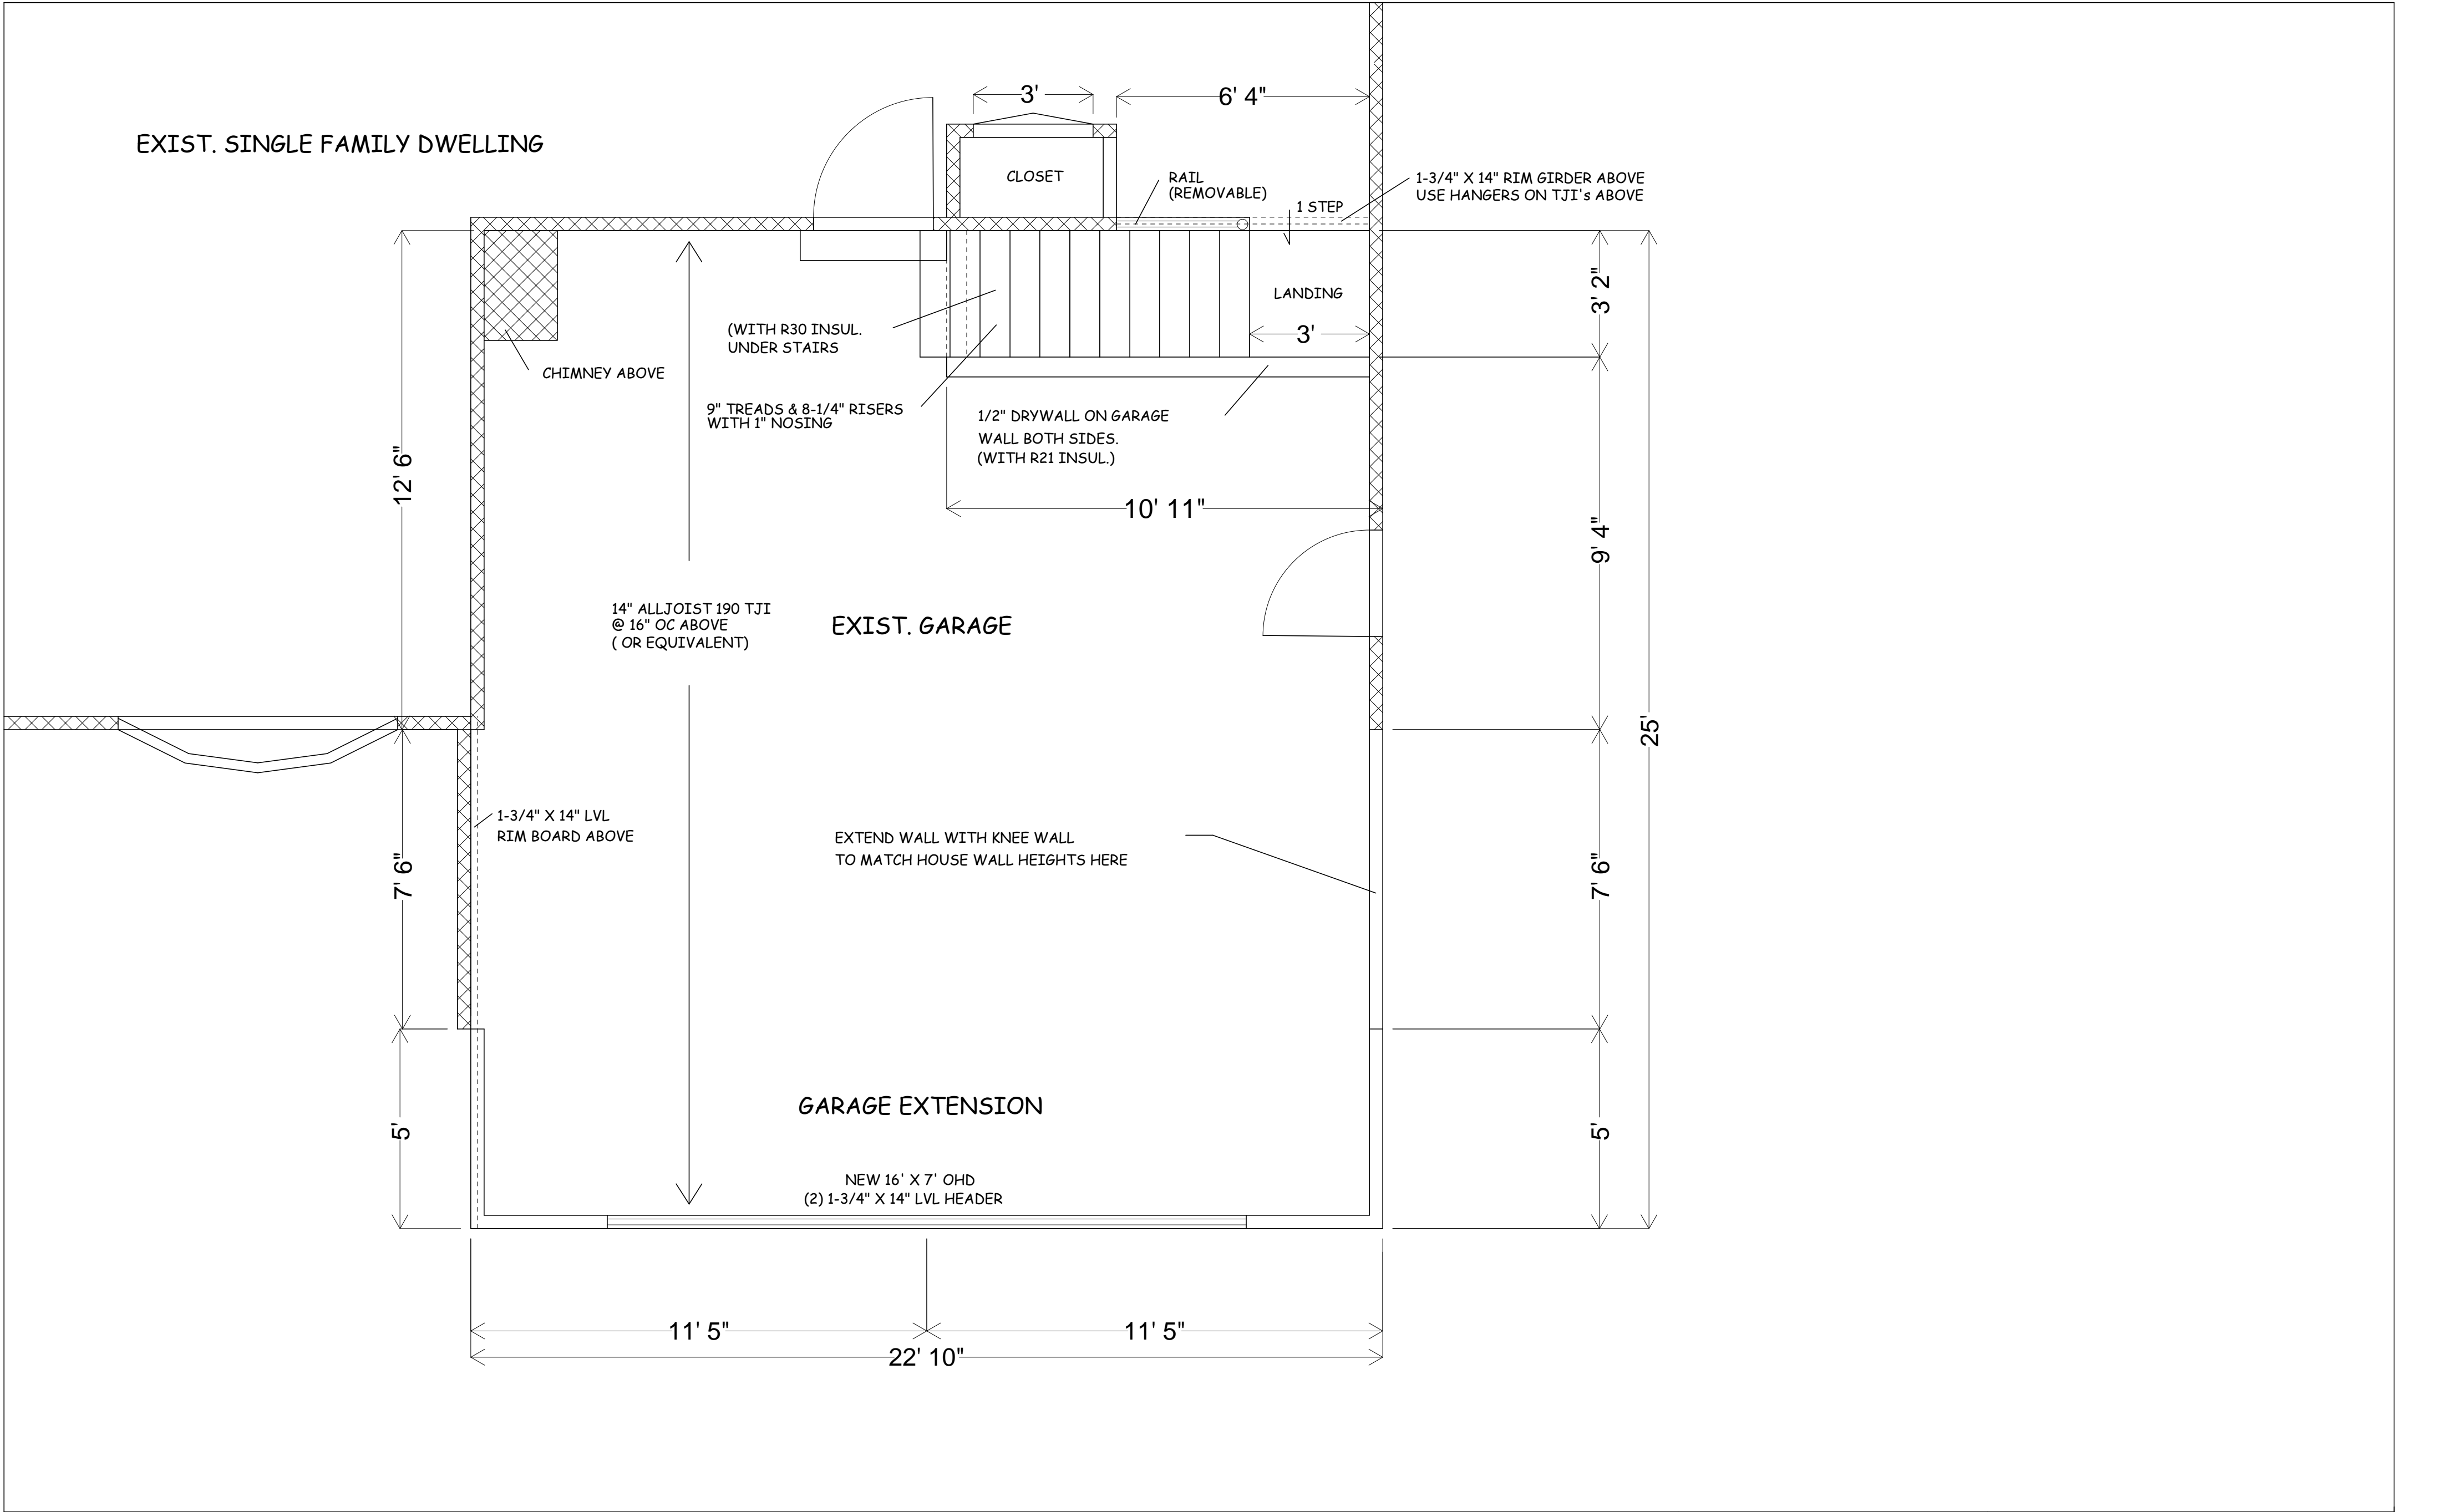 3'
6' 4"
EXIST. SINGLE FAMILY DWELLING
CLOSET
RAIL
(REMOVABLE)
1-3/4" X 14" RIM GIRDER ABOVE
USE HANGERS ON TJI's ABOVE
1 STEP
LANDING
3' 2"
3'
(WITH R30 INSUL.
UNDER STAIRS
CHIMNEY ABOVE
9" TREADS & 8-1/4" RISERS
WITH 1" NOSING
1/2" DRYWALL ON GARAGE
WALL BOTH SIDES.
(WITH R21 INSUL.)
12' 6"
10' 11"
9' 4"
14" ALLJOIST 190 TJI
@ 16" OC ABOVE
( OR EQUIVALENT)
EXIST. GARAGE
25'
1-3/4" X 14" LVL
RIM BOARD ABOVE
EXTEND WALL WITH KNEE WALL
TO MATCH HOUSE WALL HEIGHTS HERE
7' 6"
7' 6"
GARAGE EXTENSION
5'
5'
NEW 16' X 7' OHD
(2) 1-3/4" X 14" LVL HEADER
11' 5"
11' 5"
22' 10"